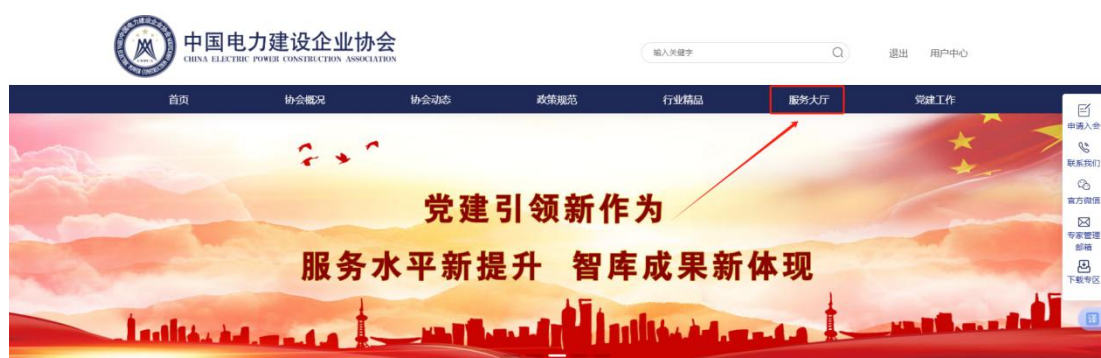 中国电力建设企业协会
CHINA ELECTRIC POWER CONSTRUCTION ASSOCIATION
输入关键字
退出 用户中心
首页 协会概况 协会动态 政策规范 行业精品 服务大厅 党建工作
党建引领新作为
服务水平新提升 智库成果新体现
申请入会
联系我们
官方微信
专家管理
邮箱
下载专区
译